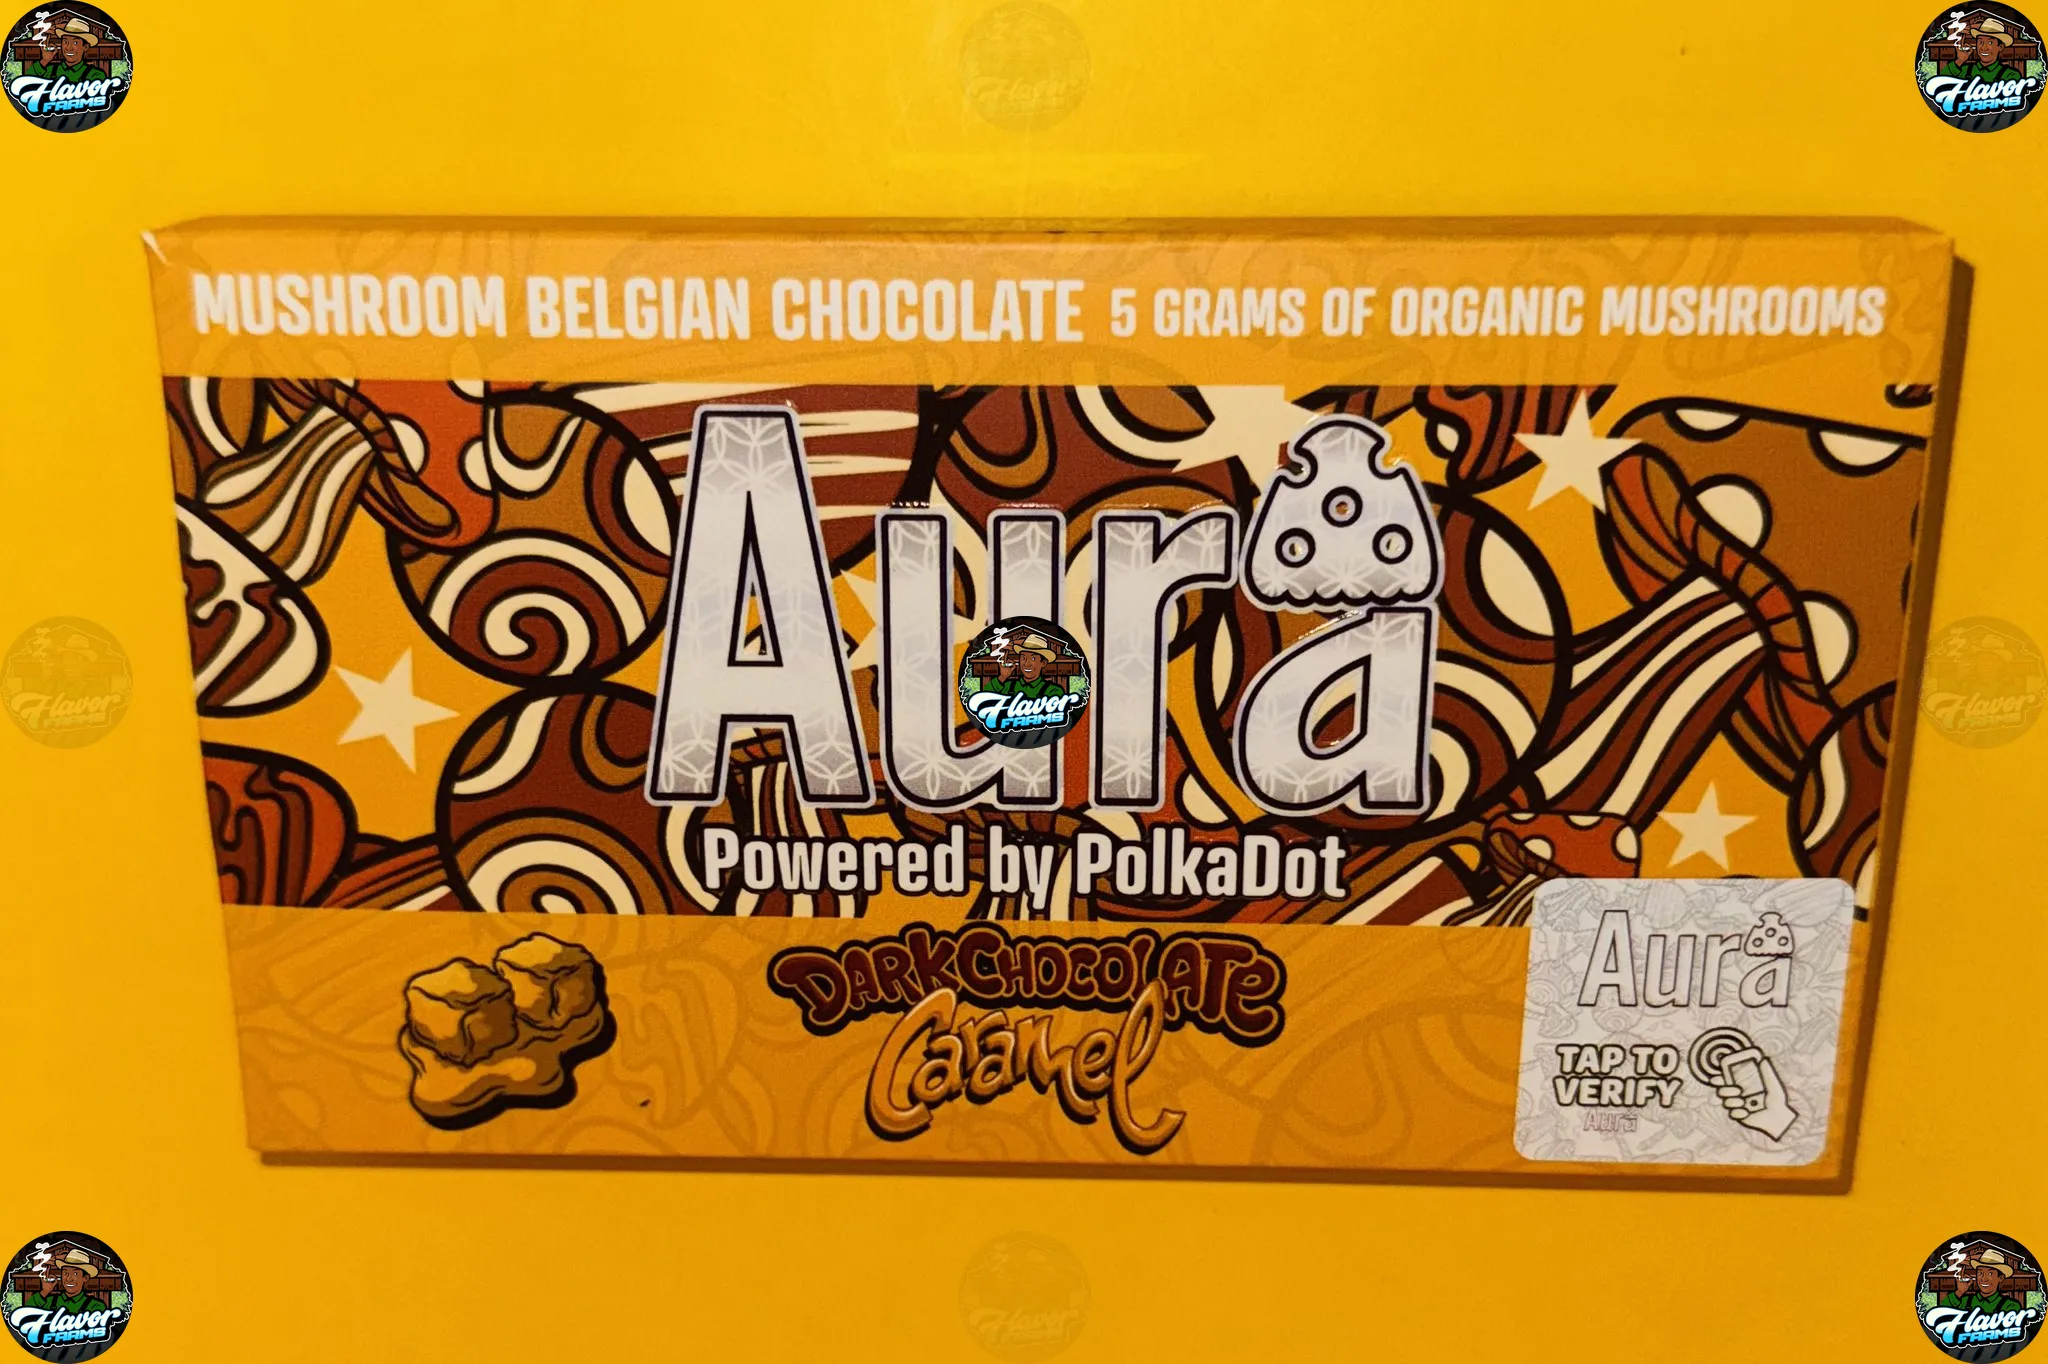 Flavor
FARMS
Flavor
FARMS
MUSHROOM BELGIAN CHOCOLATE 5 GRAMS OF ORGANIC MUSHROOMS
Aura
Flavor
FARMS
Powered by PolkaDot
DARK CHOCOLATE
Caramel
Aura
TAP TO
VERIFY
Aura
Flavor
FARMS
Flavor
FARMS